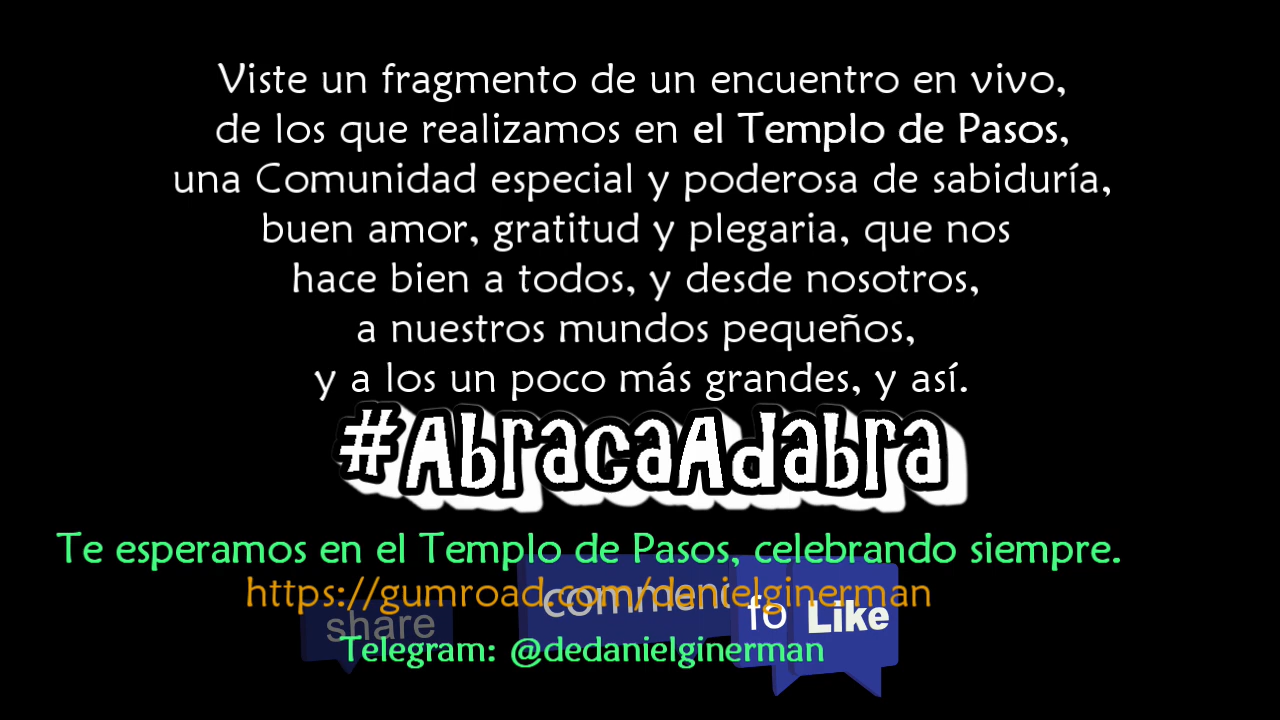 Viste un fragmento de un encuentro en vivo,
de los que realizamos en el Templo de Pasos,
una Comunidad especial y poderosa de sabiduría,
buen amor, gratitud y plegaria, que nos
hace bien a todos, y desde nosotros,
a nuestros mundos pequeños,
y a los un poco más grandes, y así.
#AbracaAdabra
Te esperamos en el Templo de Pasos, celebrando siempre.
https://gumroad.com/danielginerman
share
Like
Telegram: @dedanielginerman